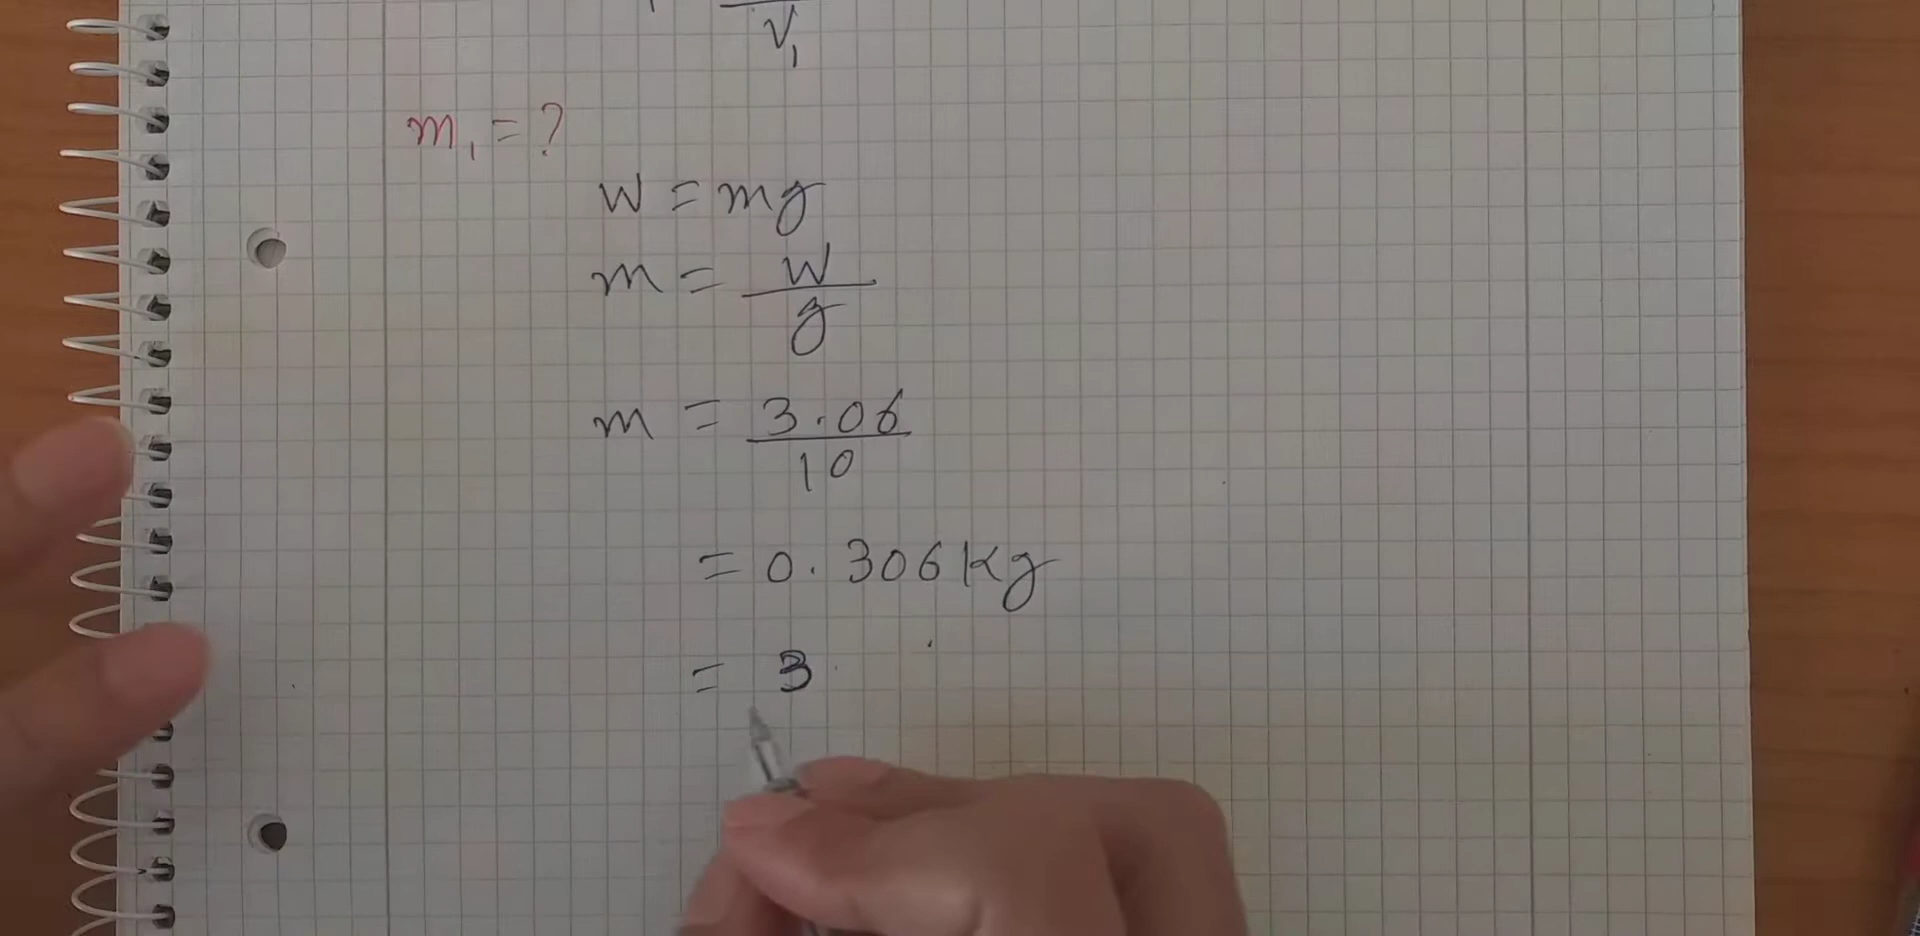 V₁
m₁ = ?
W = mg
m = W/g
m = 3.06/10
= 0.306 Kg
= 3